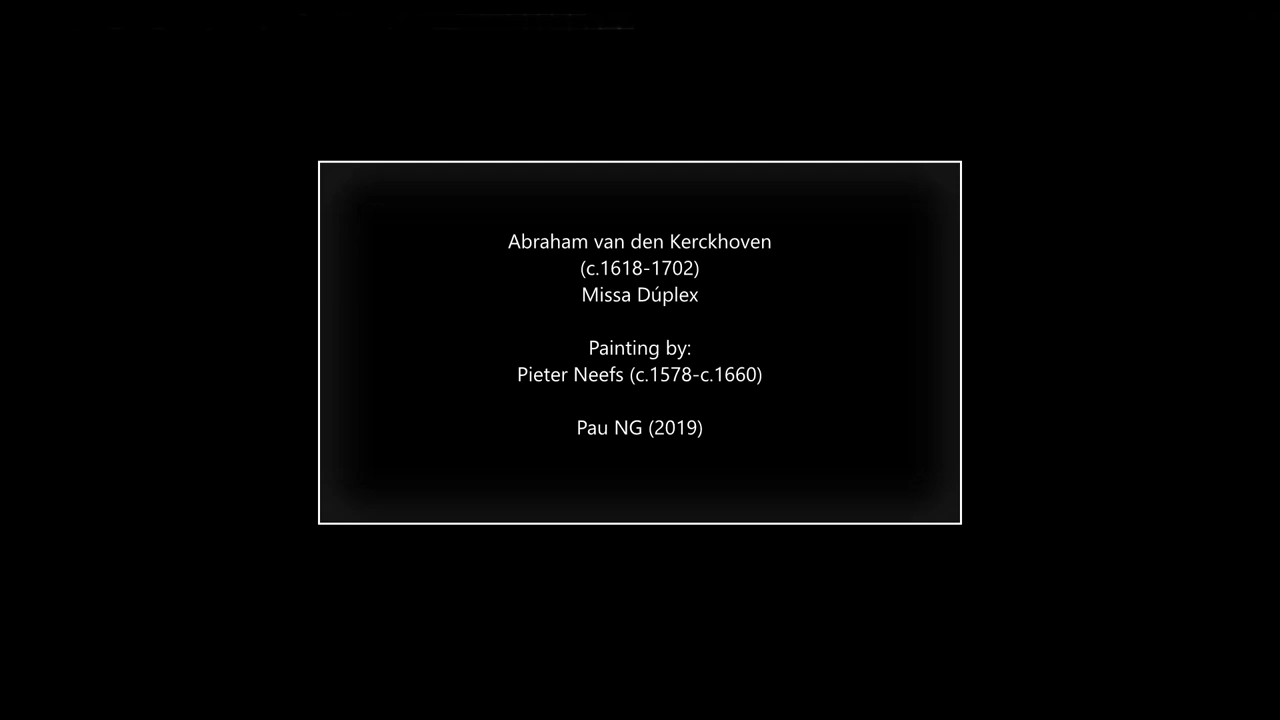 Abraham van den Kerckhoven
(c.1618-1702)
Missa Dúplex
Painting by:
Pieter Neefs (c.1578-c.1660)
Pau NG (2019)